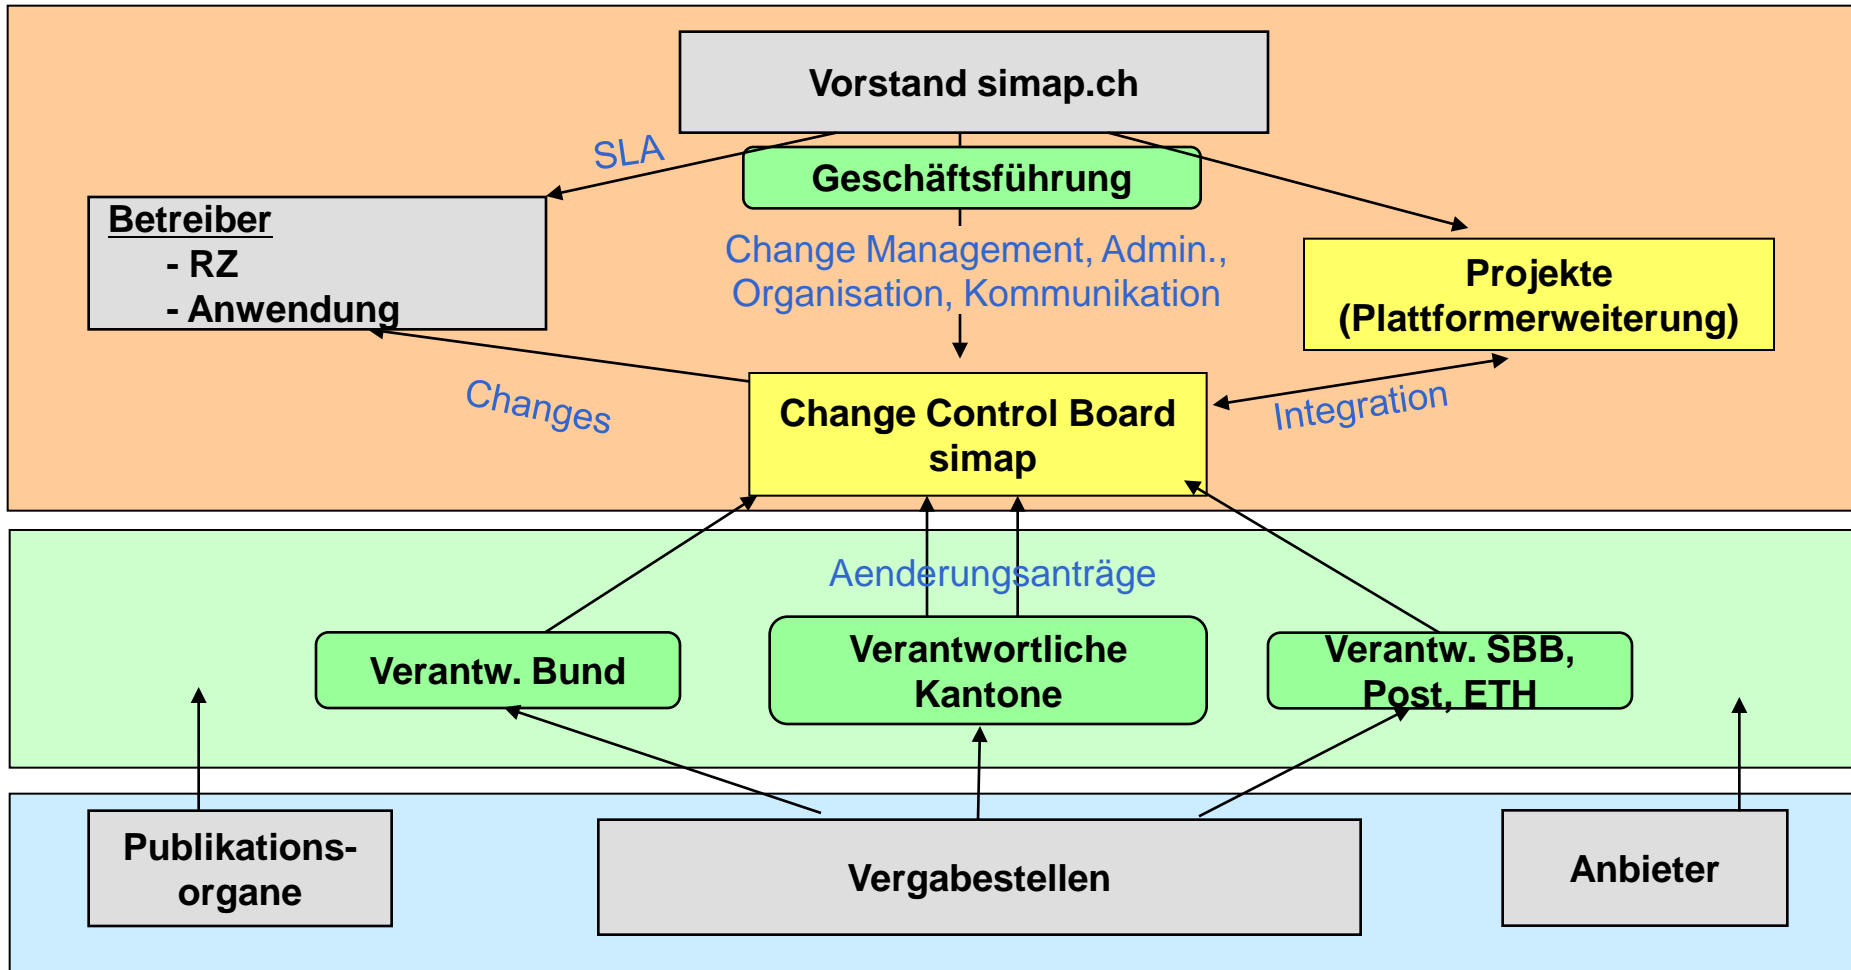 Vorstand simap.ch
SLA
Geschäftsführung
Betreiber
- RZ
- Anwendung
Change Management, Admin.,
Organisation, Kommunikation
Projekte
(Plattformerweiterung)
Changes
Change Control Board
simap
Integration
Aenderungsanträge
Verantw. Bund
Verantwortliche
Kantone
Verantw. SBB,
Post, ETH
Publikations-
organe
Vergabestellen
Anbieter